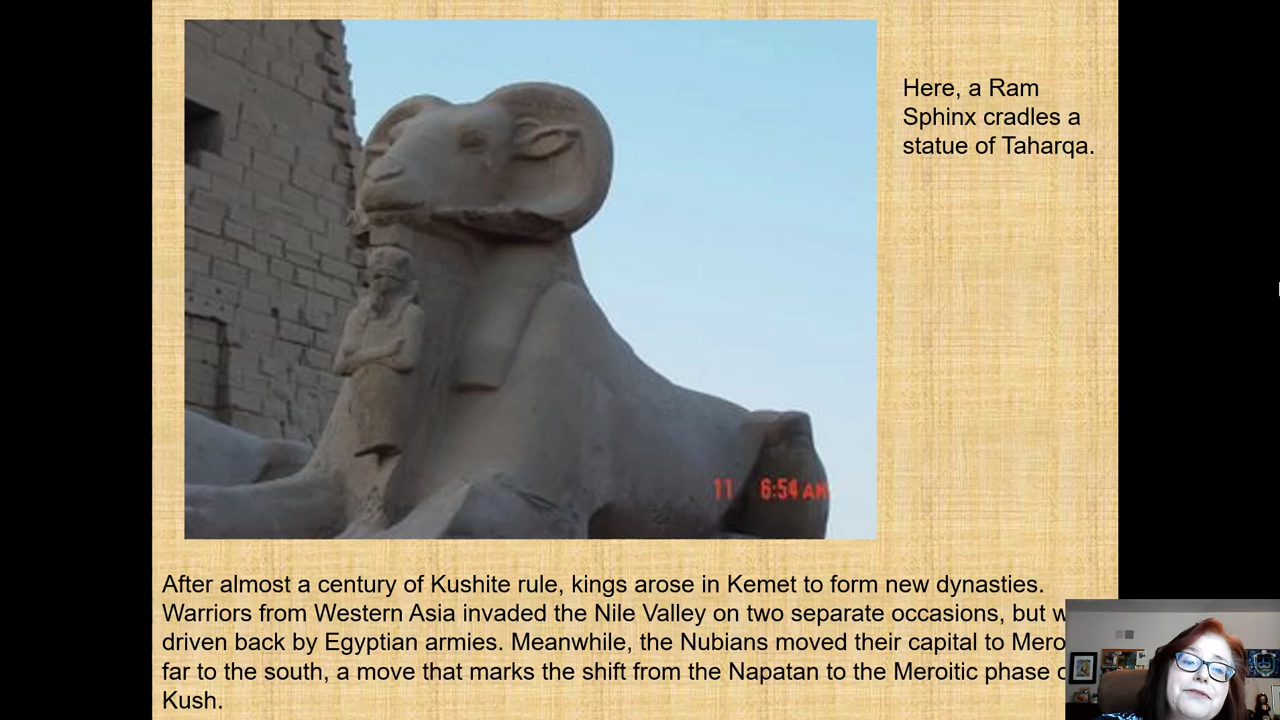 Here, a Ram
Sphinx cradles a
statue of Taharqa.
11 6:54 AM
After almost a century of Kushite rule, kings arose in Kemet to form new dynasties.
Warriors from Western Asia invaded the Nile Valley on two separate occasions, but
driven back by Egyptian armies. Meanwhile, the Nubians moved their capital to
far to the south, a move that marks the shift from the Napatan to the Meroitic phase
Kush.